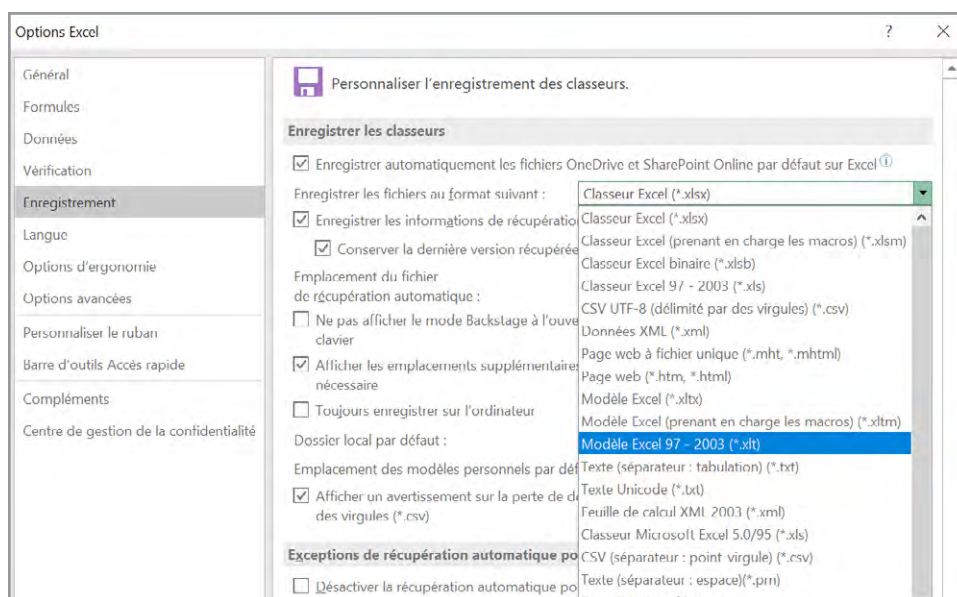 Options Excel
Général
Formules
Données
Vérification
Enregistrement
Langue
Options d'ergonomie
Options avancées
Personnaliser le ruban
Barre d'outils Accès rapide
Compléments
Centre de gestion de la confidentialité
Personnaliser l'enregistrement des classeurs.
Enregistrer les classeurs
Enregistrer automatiquement les fichiers OneDrive et SharePoint Online par défaut sur Excel
Enregistrer les fichiers au format suivant :
Classeur Excel (*.xlsx)
Enregistrer les informations de récupératio
Conserver la dernière version récupérée
Emplacement du fichier
de récupération automatique :
Ne pas afficher le mode Backstage à l'ouve
clavier
Afficher les emplacements supplémentaires
nécessaire
Toujours enregistrer sur l'ordinateur
Dossier local par défaut :
Emplacement des modèles personnels par déf
Afficher un avertissement sur la perte de d
des virgules (*.csv)
Exceptions de récupération automatique po
Désactiver la récupération automatique po
Classeur Excel (*.xlsx)
Classeur Excel (prenant en charge les macros) (*.xlsm)
Classeur Excel binaire (*.xlsb)
Classeur Excel 97 - 2003 (*.xls)
CSV UTF-8 (délimité par des virgules) (*.csv)
Données XML (*.xml)
Page web à fichier unique (*.mht, *.mhtml)
Page web (*.htm, *.html)
Modèle Excel (*.xltx)
Modèle Excel (prenant en charge les macros) (*.xltm)
Modèle Excel 97 - 2003 (*.xlt)
Texte (séparateur : tabulation) (*.txt)
Texte Unicode (*.txt)
Feuille de calcul XML 2003 (*.xml)
Classeur Microsoft Excel 5.0/95 (*.xls)
CSV (séparateur : point-virgule) (*.csv)
Texte (séparateur : espace)(*.prn)